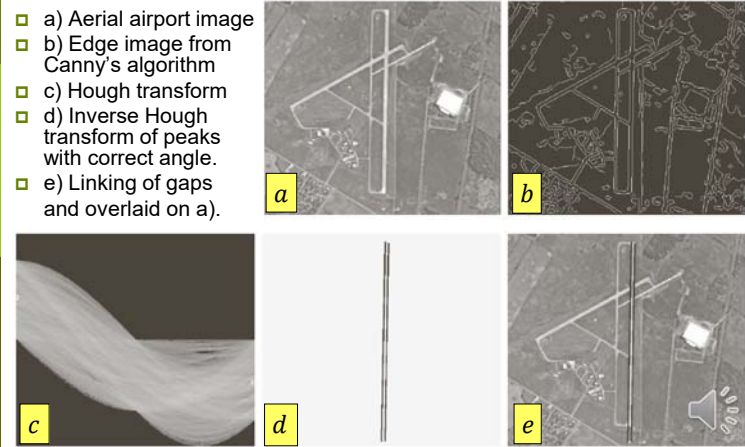 a) Aerial airport image
b) Edge image from
Canny's algorithm
c) Hough transform
d) Inverse Hough
transform of peaks
with correct angle.
e) Linking of gaps
and overlaid on a).
a
b
c
d
e